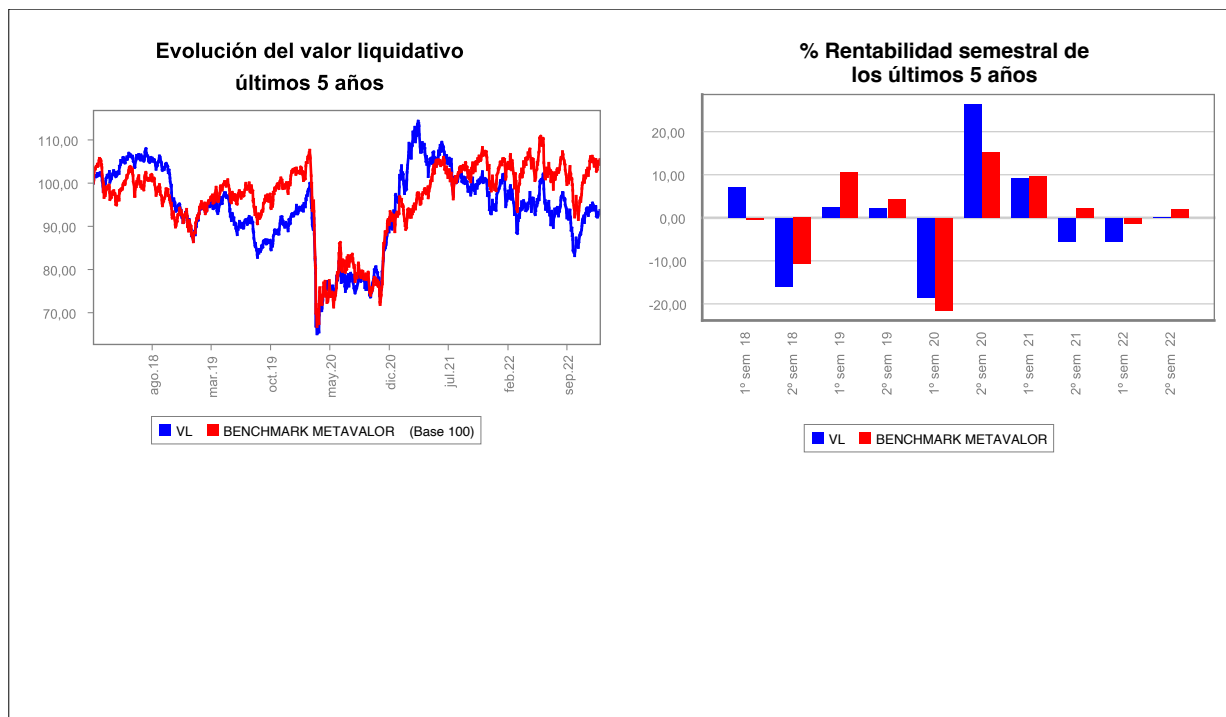 Evolución del valor liquidativo
últimos 5 años
110,00
100,00
90,00
80,00
70,00
ago.18
mar.19
oct.19
may.20
dic.20
jul.21
feb.22
sep.22
VL BENCHMARK METAVALOR (Base 100)
% Rentabilidad semestral de
los últimos 5 años
20,00
10,00
0,00
-10,00
-20,00
1º sem 18
2º sem 18
1º sem 19
2º sem 19
1º sem 20
2º sem 20
1º sem 21
2º sem 21
1º sem 22
2º sem 22
VL BENCHMARK METAVALOR